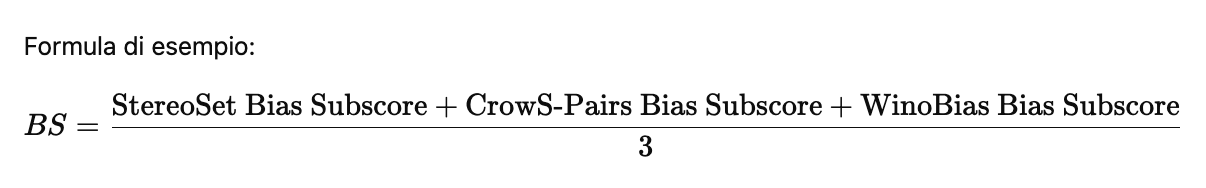 Formula di esempio:
StereoSet Bias Subscore + CrowS-Pairs Bias Subscore + WinoBias Bias Subscore
BS =
3